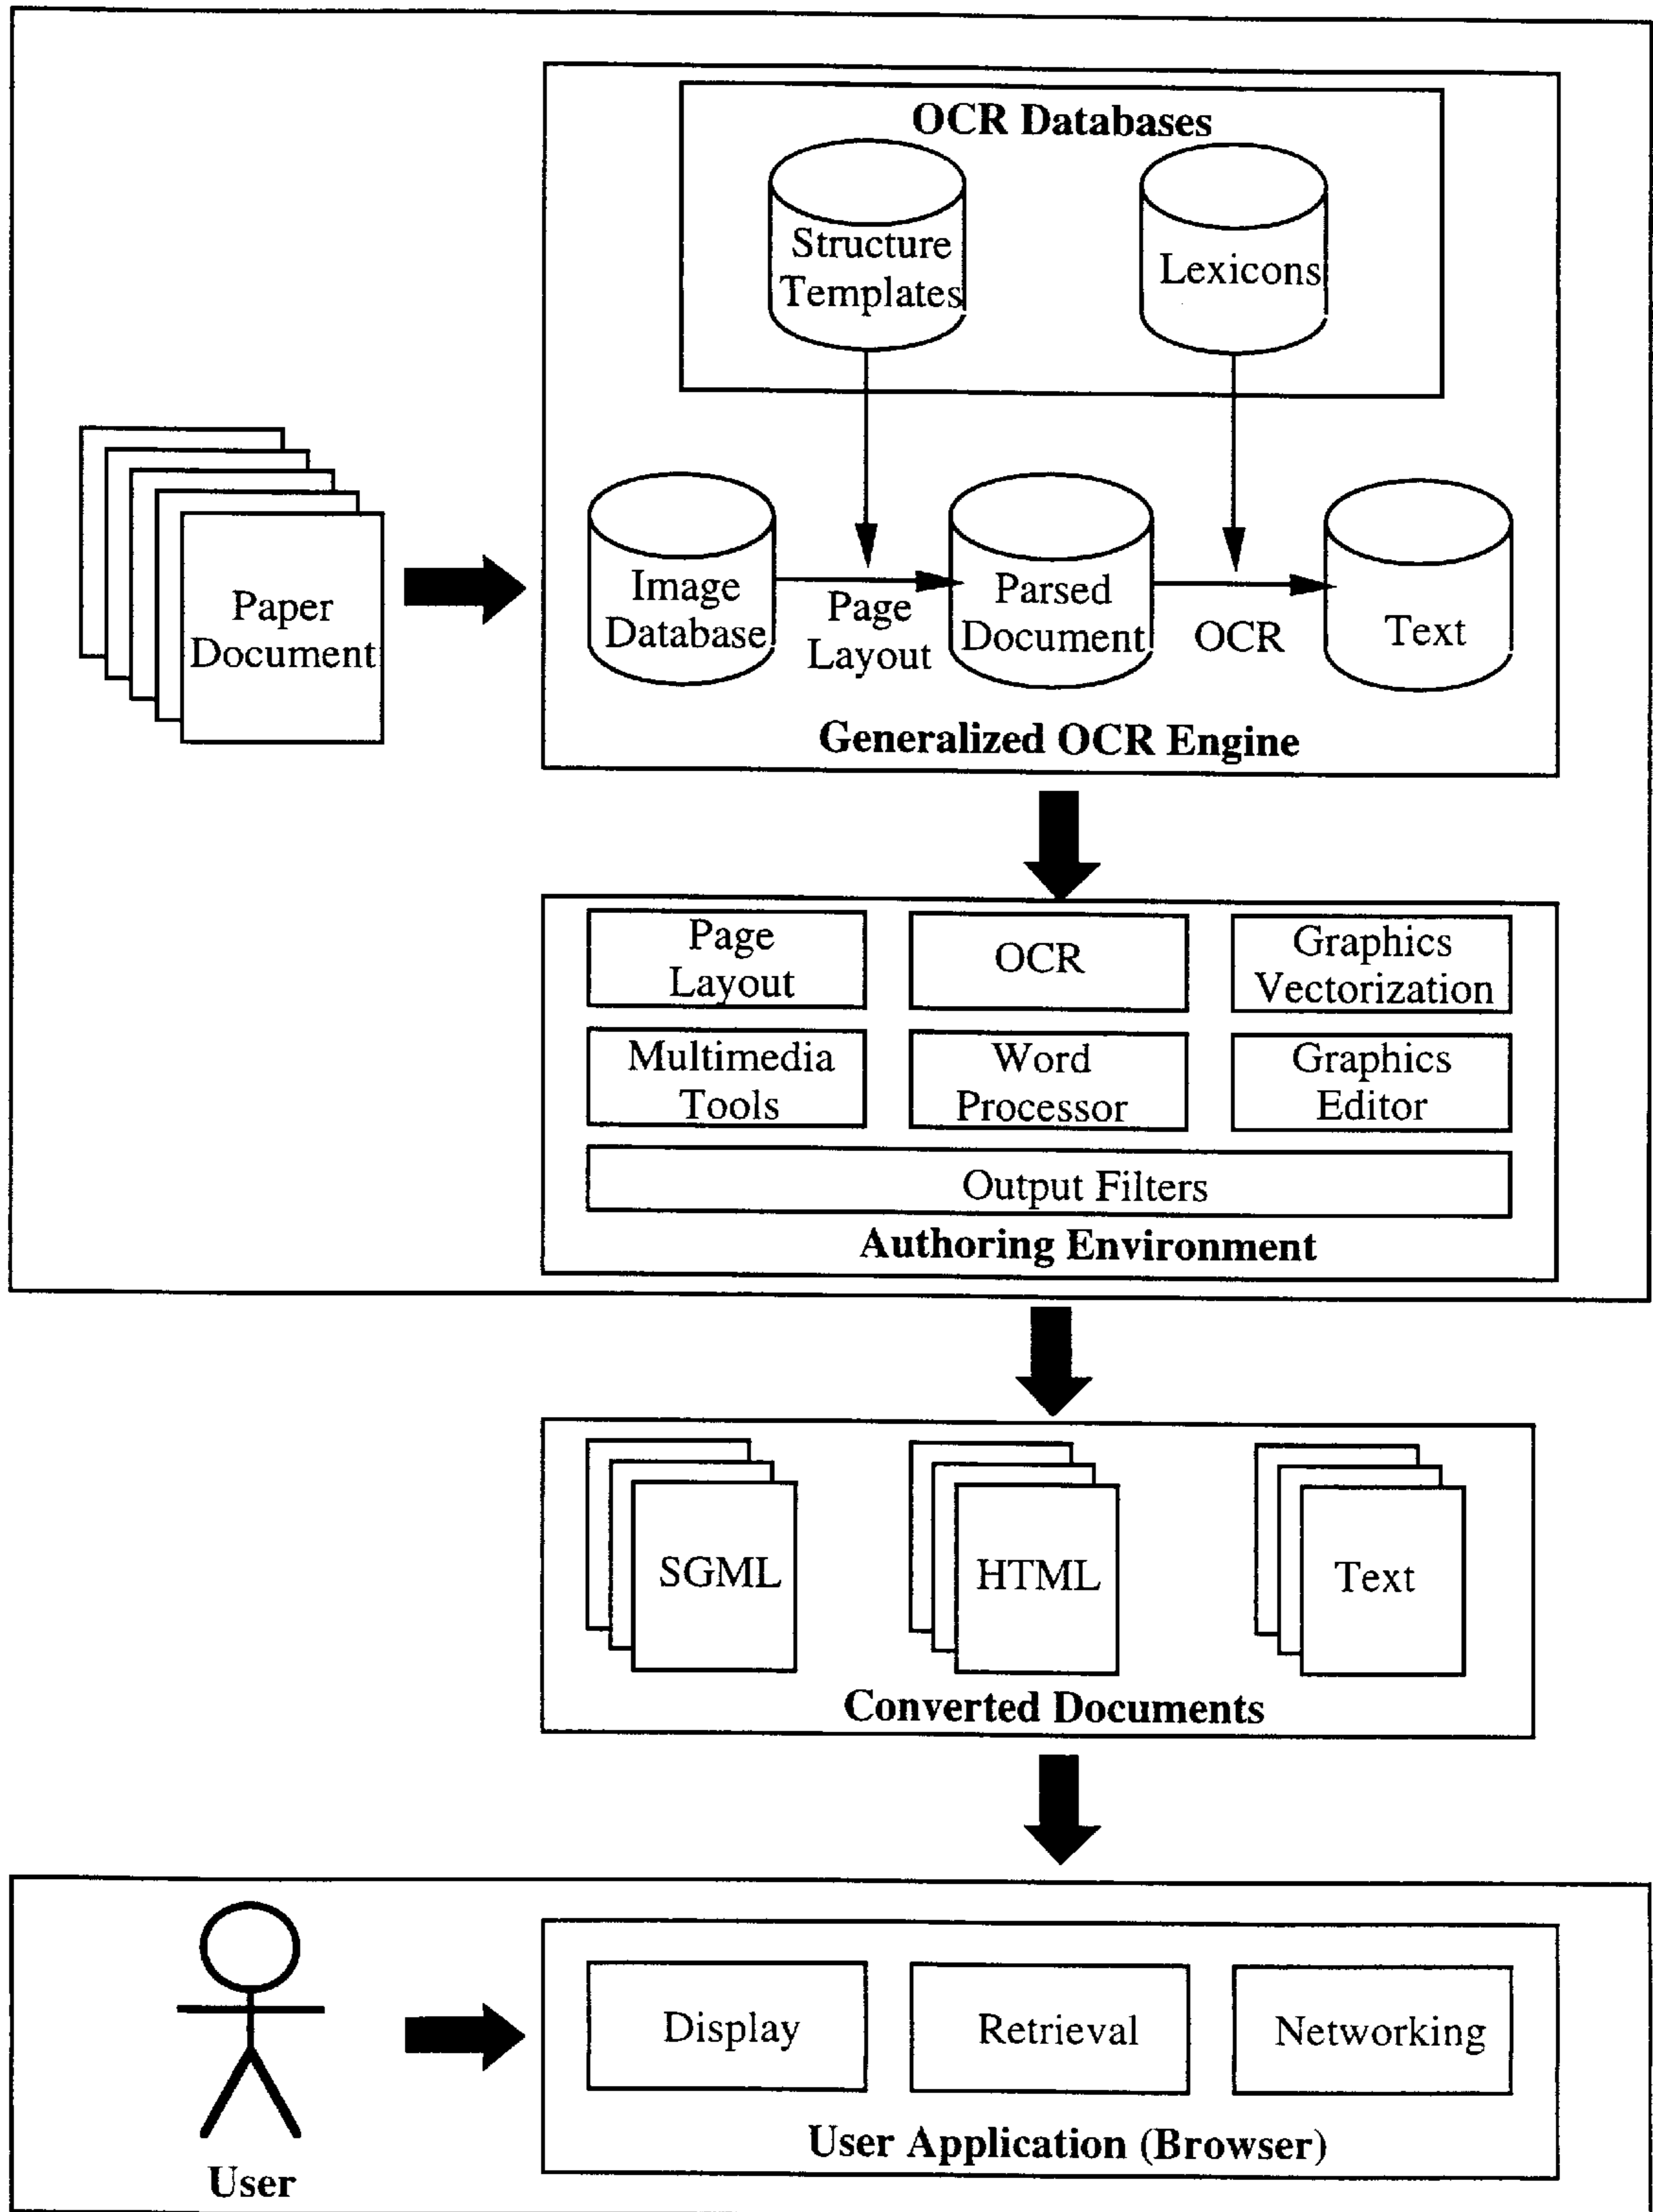 OCR Databases
Structure
Templates
Lexicons
Paper
Document
Image
Database
Page
Layout
Parsed
Document
OCR
Text
Generalized OCR Engine
Page
Layout
OCR
Graphics
Vectorization
Multimedia
Tools
Word
Processor
Graphics
Editor
Output Filters
Authoring Environment
SGML
HTML
Text
Converted Documents
Display
Retrieval
Networking
User Application (Browser)
User